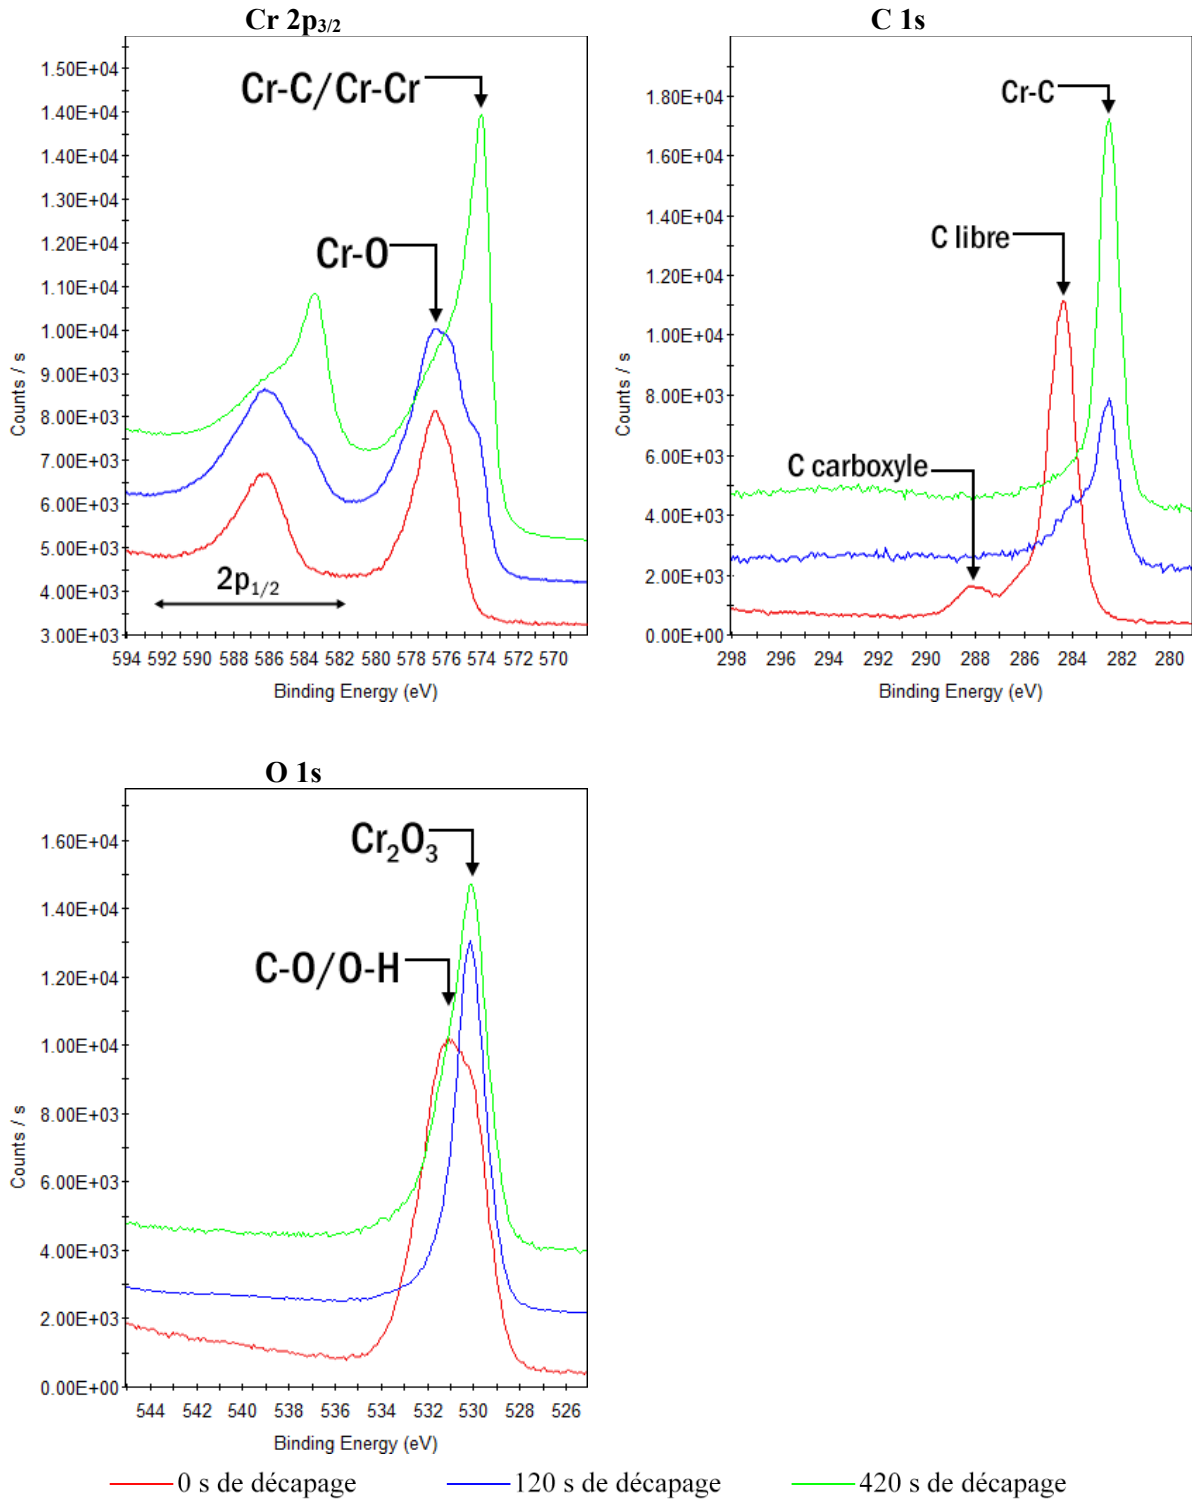 Cr 2p3/2
C 1s
Cr-C/Cr-Cr
Cr-O
2p1/2
1.50E+04
1.40E+04
1.40E+04
1.30E+04
1.20E+04
1.10E+04
1.00E+04
9.00E+03
8.00E+03
7.00E+03
6.00E+03
5.00E+03
4.00E+03
3.00E+03
Counts / s
594 592 590 588 586 584 582 580 578 576 574 572 570
Binding Energy (eV)
Cr-C
C libre
C carboxyle
1.80E+04
1.60E+04
1.40E+04
1.20E+04
1.00E+04
8.00E+03
6.00E+03
4.00E+03
2.00E+03
0.00E+00
Counts / s
298 296 294 292 290 288 286 284 282 280
Binding Energy (eV)
O 1s
Cr2O3
C-O/O-H
1.60E+04
1.40E+04
1.20E+04
1.00E+04
8.00E+03
6.00E+03
4.00E+03
2.00E+03
0.00E+00
Counts / s
544 542 540 538 536 534 532 530 528 526
Binding Energy (eV)
0 s de décapage 120 s de décapage 420 s de décapage